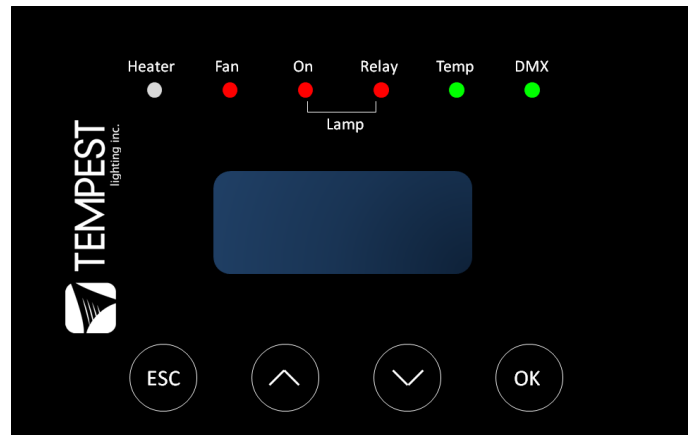 Heater Fan On Relay Temp DMX
Lamp
TEMPEST
lighting inc.
ESC
OK